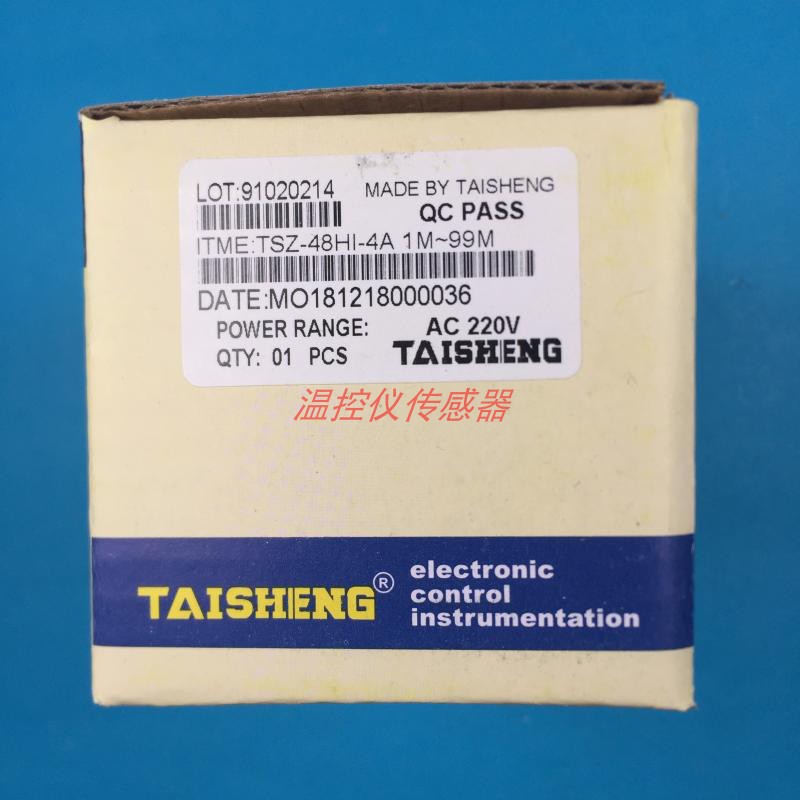 LOT:91020214 MADE BY TAISHENG
QC PASS
ITME:TSZ-48HI-4A 1M~99M
DATE:MO181218000036
POWER RANGE: AC 220V
QTY: 01 PCS TAISHENG
温控仪传感器
TAISHENG® electronic
control
instrumentation